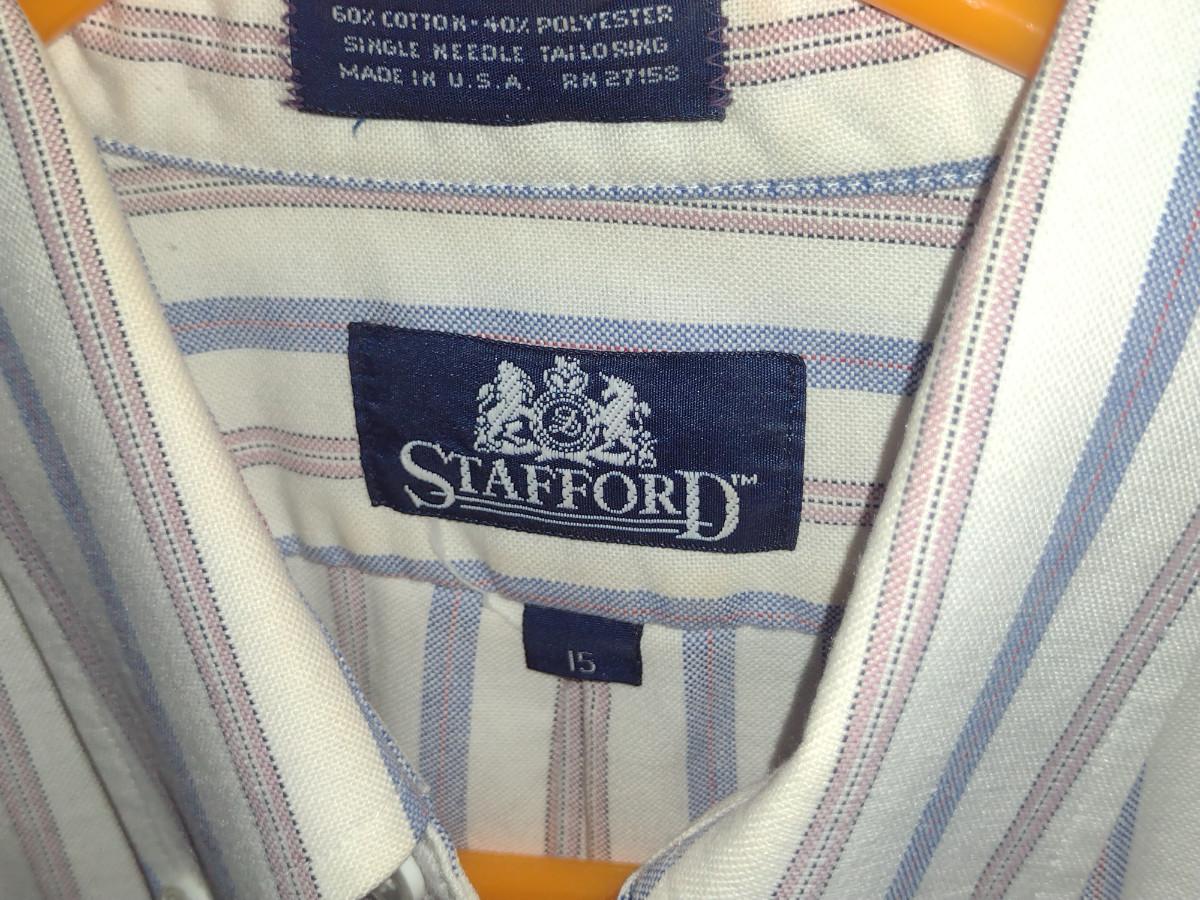 60% COTTON · 40% POLYESTER
SINGLE NEEDLE TAILORING
MADE IN U.S.A. RN 27153
STAFFORD™
15